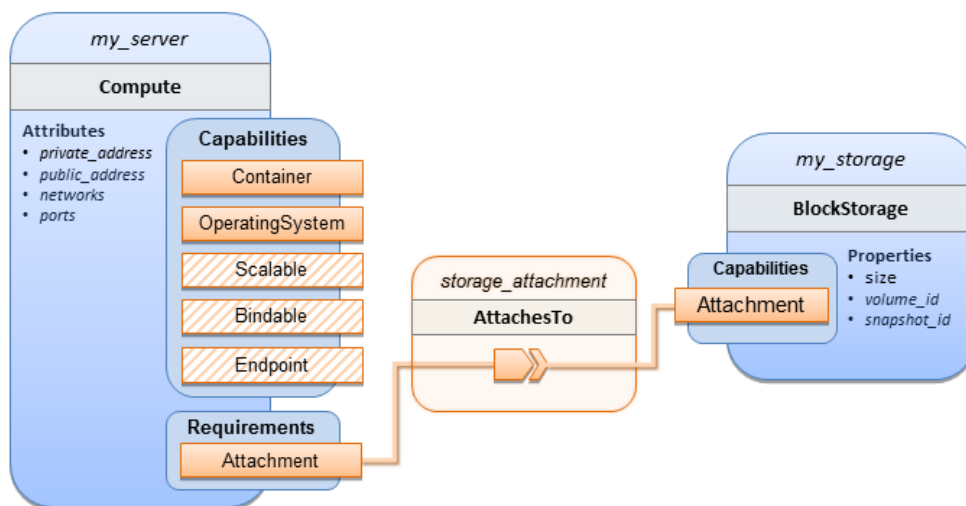 my_server
Compute
Attributes
• private_address
• public_address
• networks
• ports
Capabilities
Container
OperatingSystem
Scalable
Bindable
Endpoint
Requirements
Attachment
storage_attachment
AttachesTo
my_storage
BlockStorage
Capabilities
Attachment
Properties
• size
• volume_id
• snapshot_id